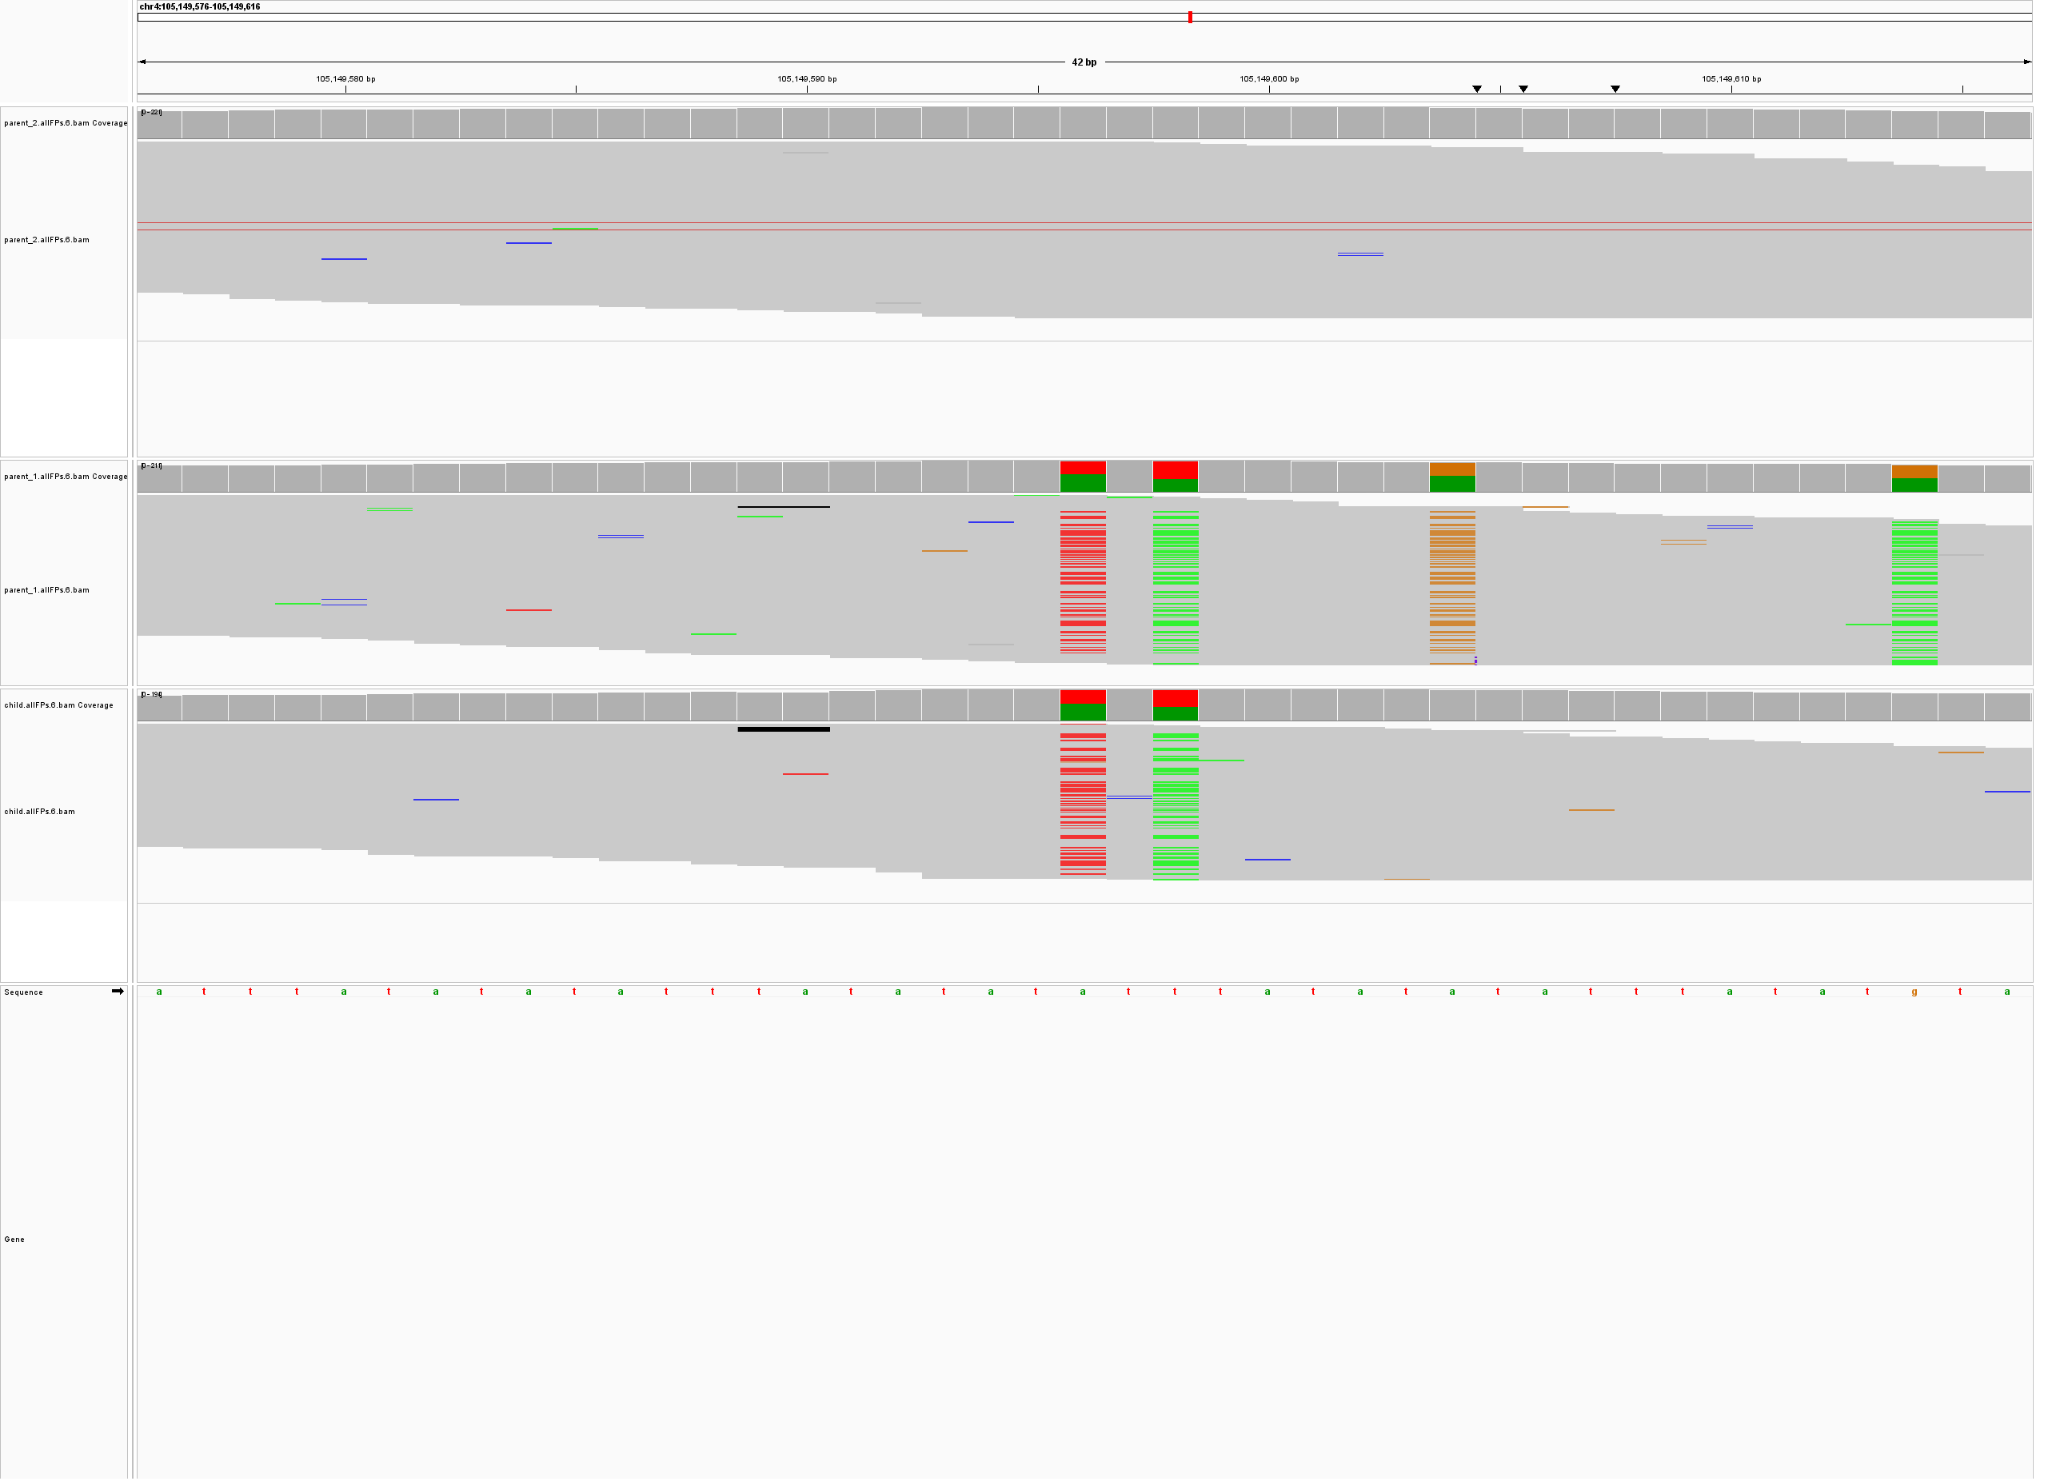 chr4:105,149,576-105,149,616
42 bp
105,149,580 bp 105,149,590 bp 105,149,600 bp 105,149,610 bp
parent_2.allFPs.6.bam Coverage
parent_2.allFPs.6.bam
parent_1.allFPs.6.bam Coverage
parent_1.allFPs.6.bam
child.allFPs.6.bam Coverage
child.allFPs.6.bam
Sequence a t t t a t a t a t a t t t a t a t a t a t t t a t a t a t a t t t a t a t g t a
Gene